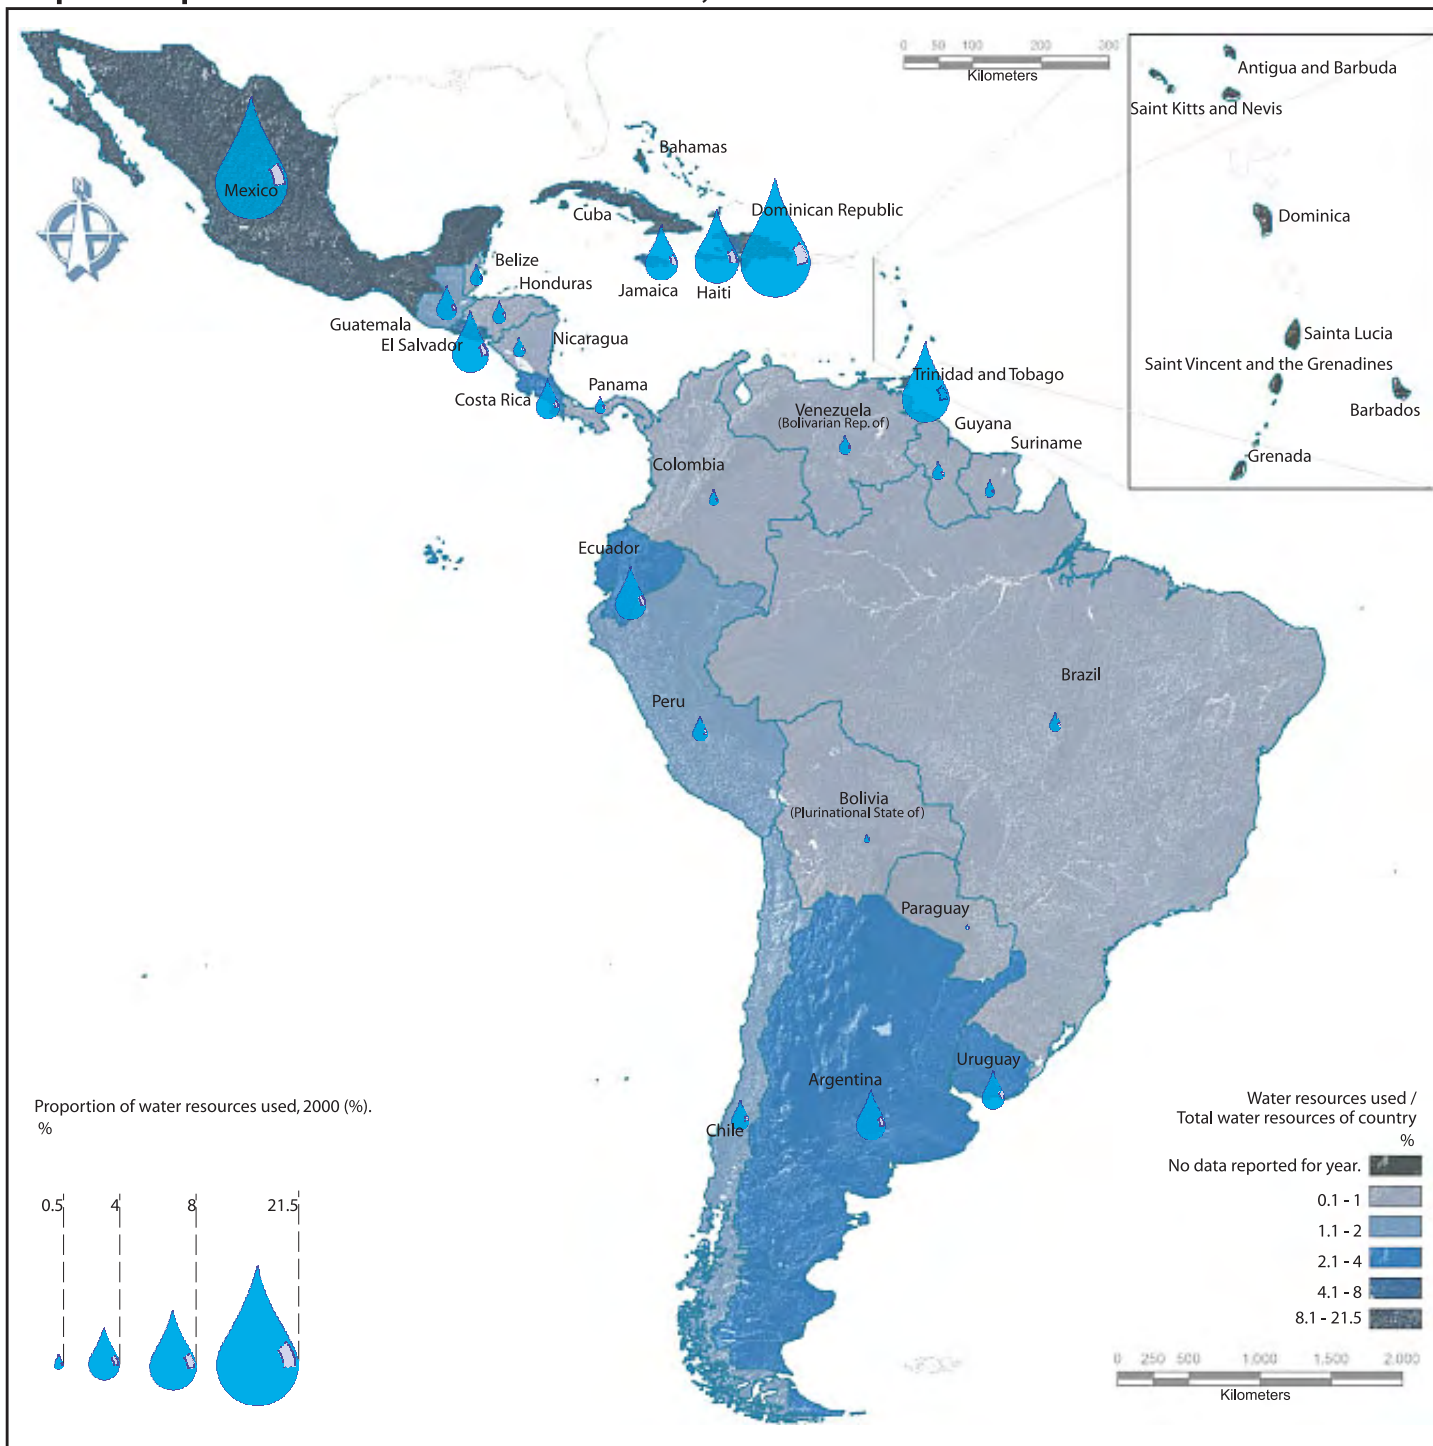 0 50 100 200 300
Kilometers
Antigua and Barbuda
Saint Kitts and Nevis
Dominica
Sainta Lucia
Saint Vincent and the Grenadines
Barbados
Grenada
N
Mexico
Bahamas
Cuba
Dominican Republic
Jamaica
Haiti
Belize
Honduras
Guatemala
El Salvador
Nicaragua
Costa Rica
Panama
Trinidad and Tobago
Venezuela
(Bolivarian Rep. of)
Guyana
Suriname
Colombia
Ecuador
Peru
Brazil
Bolivia
(Plurinational State of)
Paraguay
Uruguay
Argentina
Chile
Proportion of water resources used, 2000 (%).
%
0.5 4 8 21.5
Water resources used /
Total water resources of country
%
No data reported for year.
0.1 - 1
1.1 - 2
2.1 - 4
4.1 - 8
8.1 - 21.5
0 250 500 1.000 1.500 2.000
Kilometers